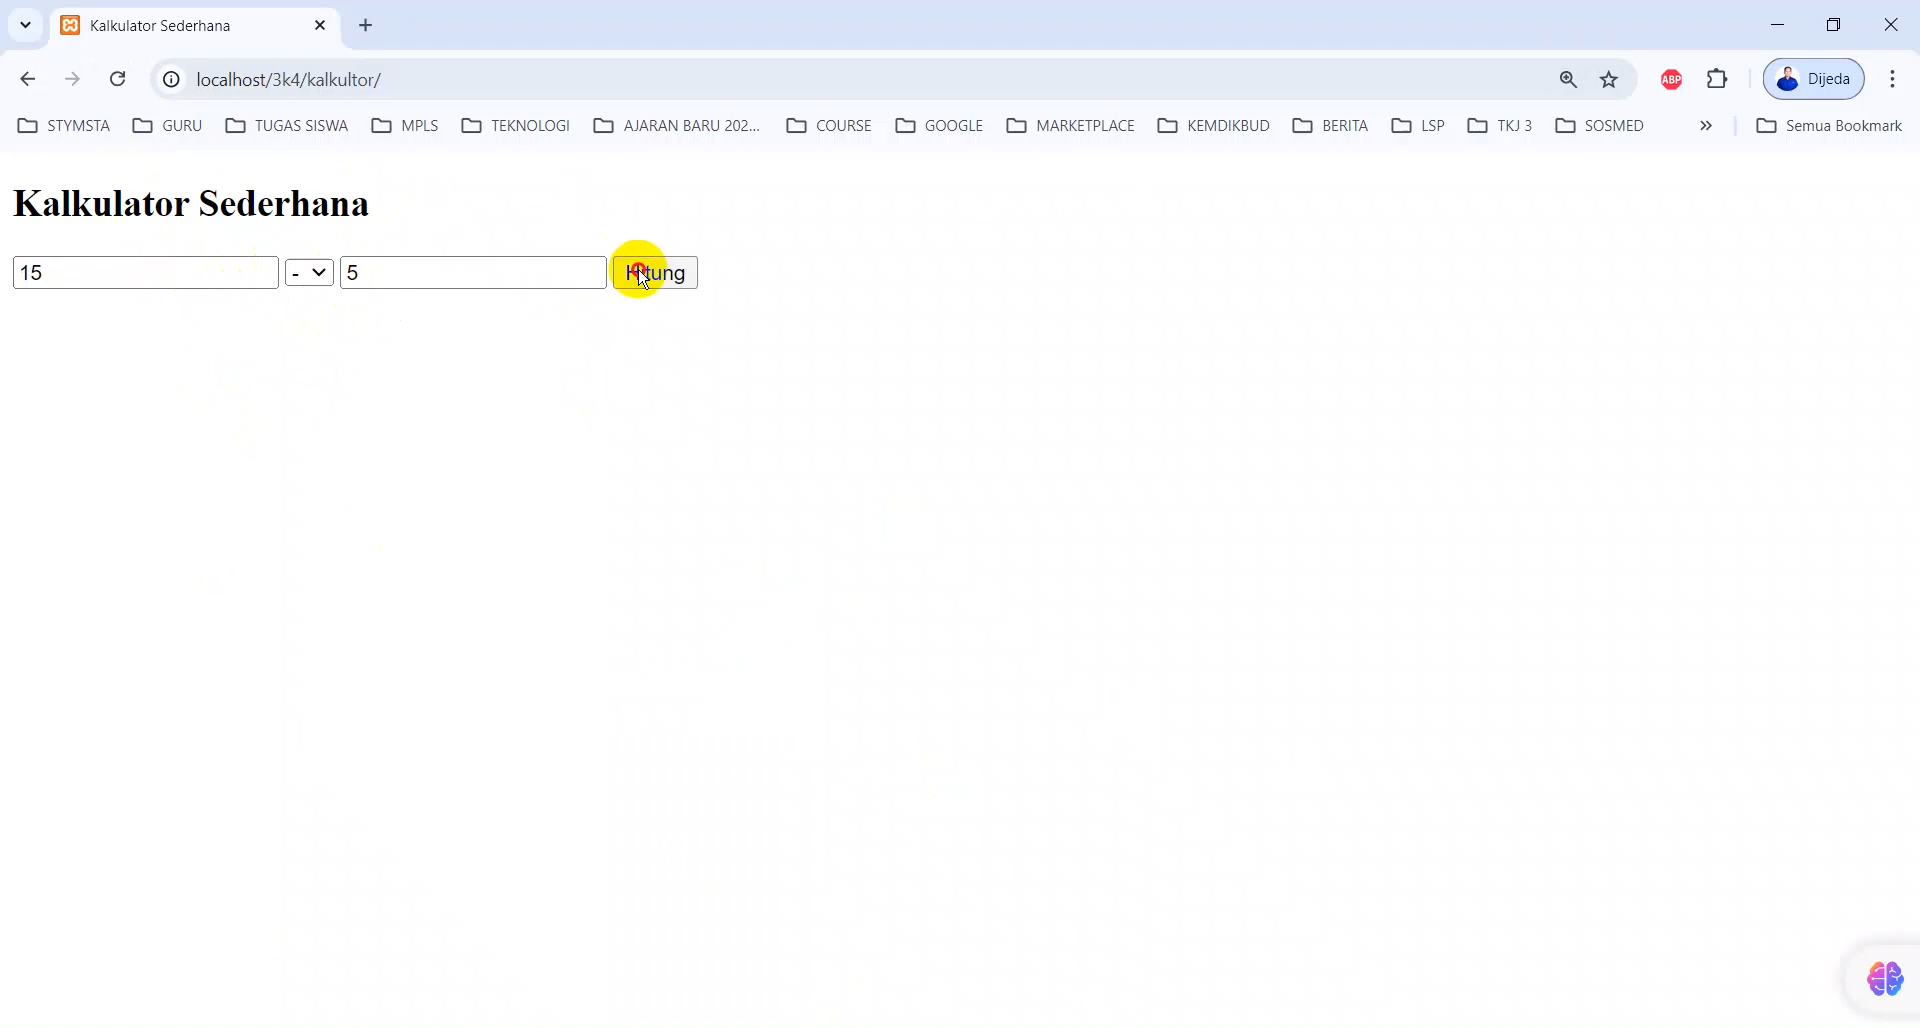 Kalkulator Sederhana
localhost/3k4/kalkultor/
ABP
Dijeda
STYMSTA GURU TUGAS SISWA MPLS TEKNOLOGI AJARAN BARU 202... COURSE GOOGLE MARKETPLACE KEMDIKBUD BERITA LSP TKJ 3 SOSMED » Semua Bookmark
Kalkulator Sederhana
15 - 5 Hitung